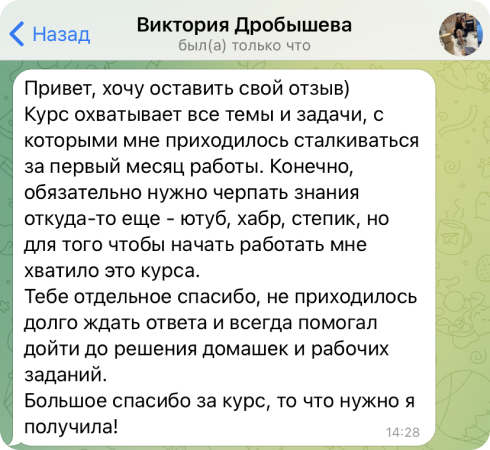 Назад
Виктория Дробышева
был(а) только что
Привет, хочу оставить свой отзыв)
Курс охватывает все темы и задачи, с
которыми мне приходилось сталкиваться
за первый месяц работы. Конечно,
обязательно нужно черпать знания
откуда-то еще - ютуб, хабр, степик, но
для того чтобы начать работать мне
хватило это курса.
Тебе отдельное спасибо, не приходилось
долго ждать ответа и всегда помогал
дойти до решения домашек и рабочих
заданий.
Большое спасибо за курс, то что нужно я
получила!
14:28